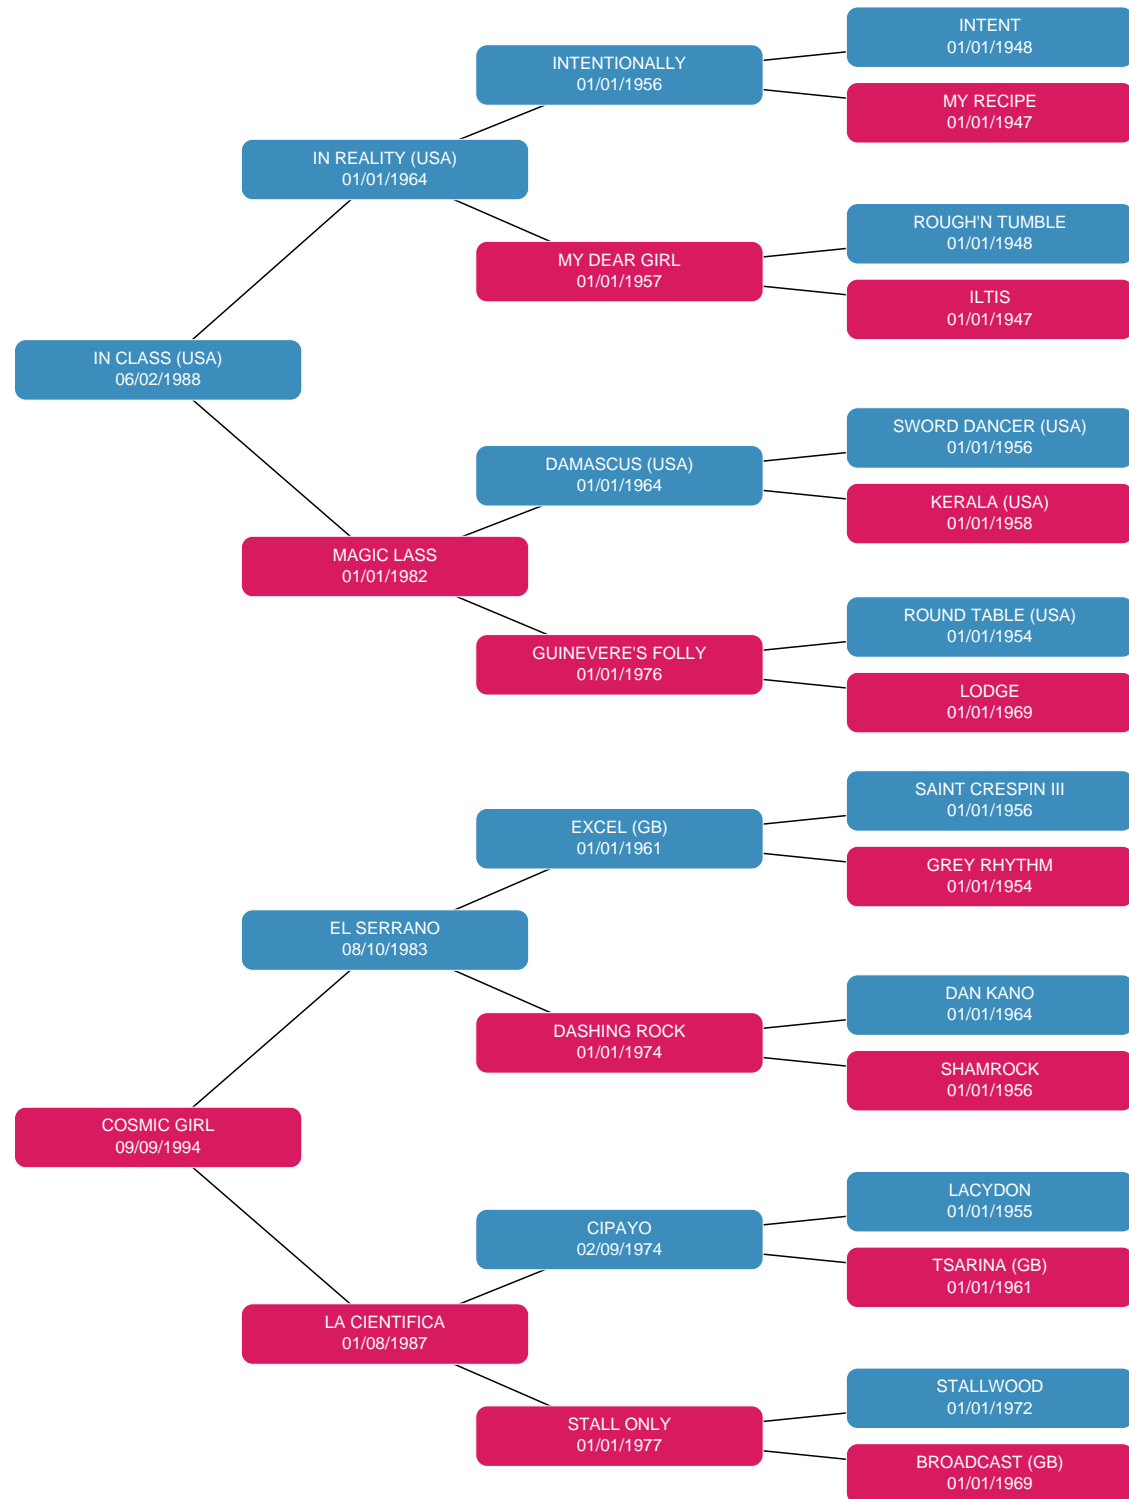 INTENT
01/01/1948
INTENTIONALLY
01/01/1956
MY RECIPE
01/01/1947
IN REALITY (USA)
01/01/1964
ROUGH'N TUMBLE
01/01/1948
MY DEAR GIRL
01/01/1957
ILTIS
01/01/1947
IN CLASS (USA)
06/02/1988
SWORD DANCER (USA)
01/01/1956
DAMASCUS (USA)
01/01/1964
KERALA (USA)
01/01/1958
MAGIC LASS
01/01/1982
ROUND TABLE (USA)
01/01/1954
GUINEVERE'S FOLLY
01/01/1976
LODGE
01/01/1969
SAINT CRESPIN III
01/01/1956
EXCEL (GB)
01/01/1961
GREY RHYTHM
01/01/1954
EL SERRANO
08/10/1983
DAN KANO
01/01/1964
DASHING ROCK
01/01/1974
SHAMROCK
01/01/1956
COSMIC GIRL
09/09/1994
LACYDON
01/01/1955
CIPAYO
02/09/1974
TSARINA (GB)
01/01/1961
LA CIENTIFICA
01/08/1987
STALLWOOD
01/01/1972
STALL ONLY
01/01/1977
BROADCAST (GB)
01/01/1969